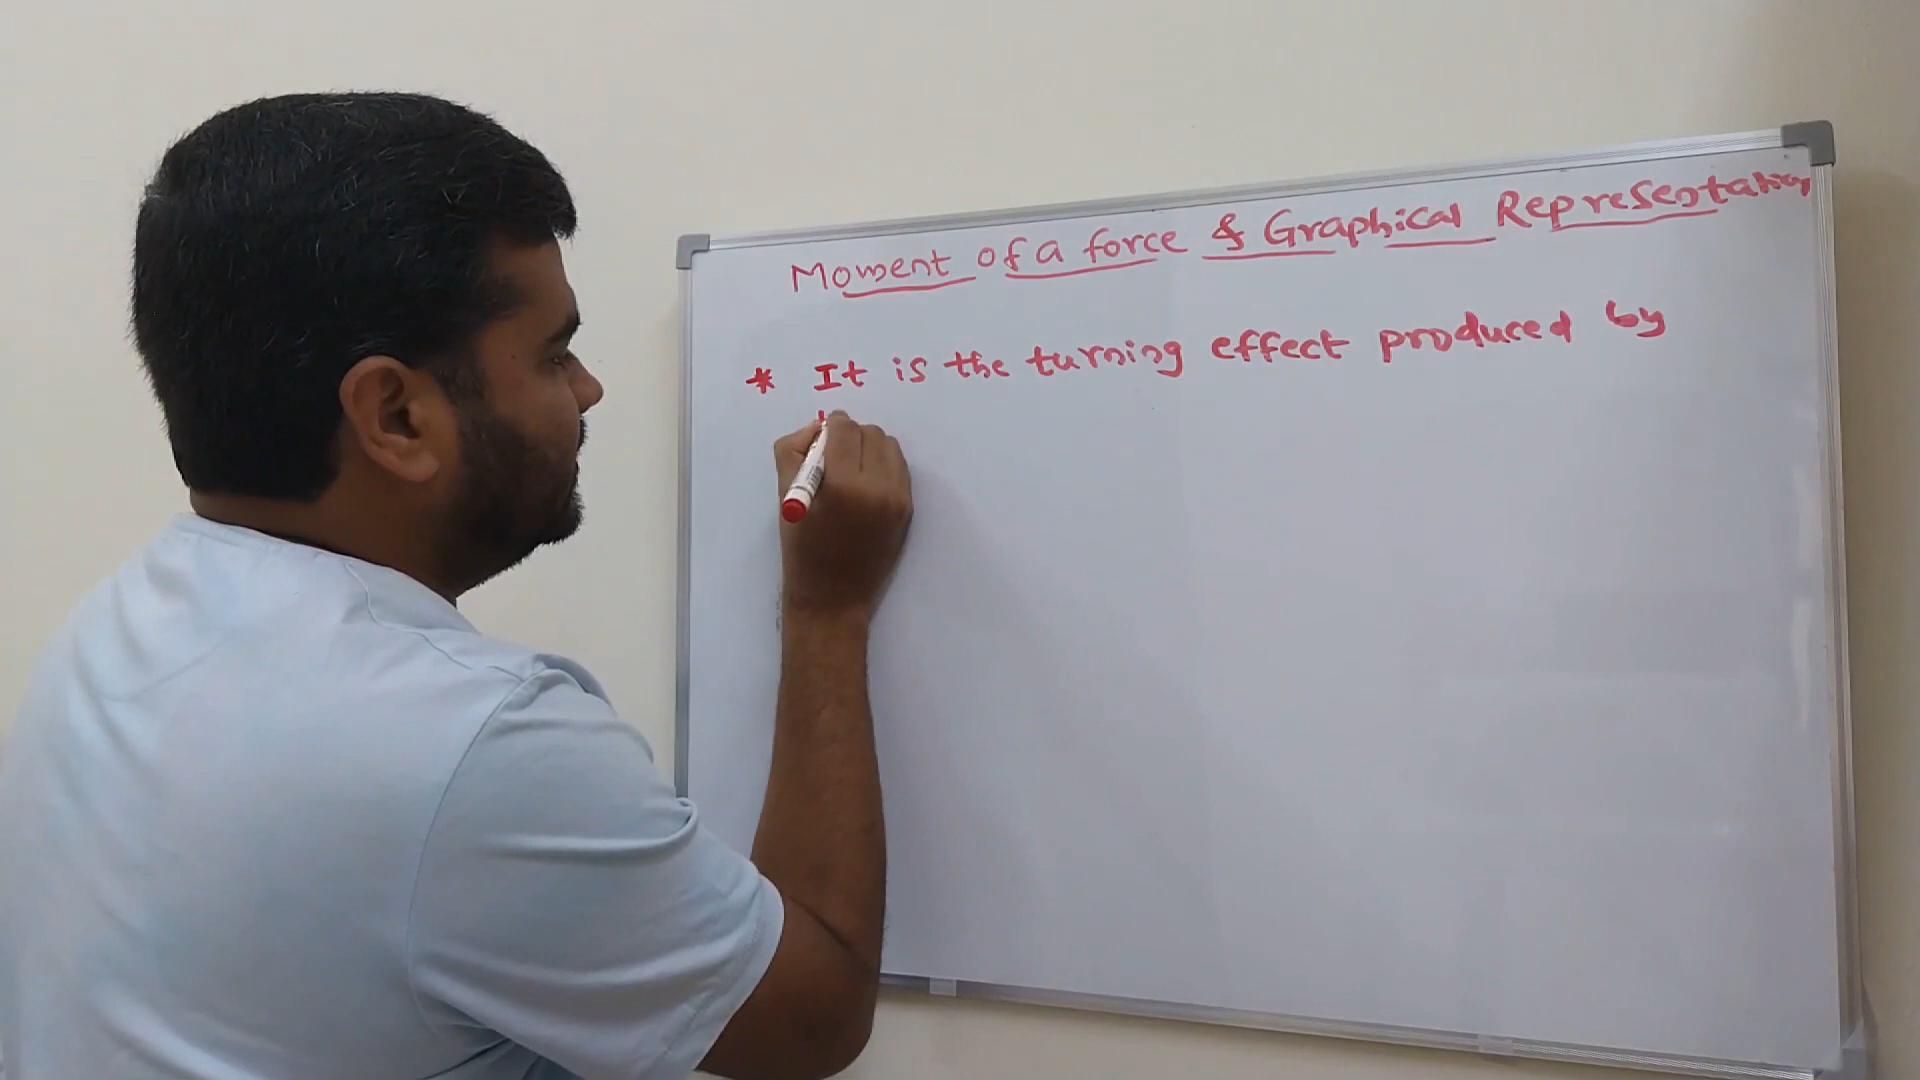 Moment of a force & Graphical Representation
* It is the turning effect produced by